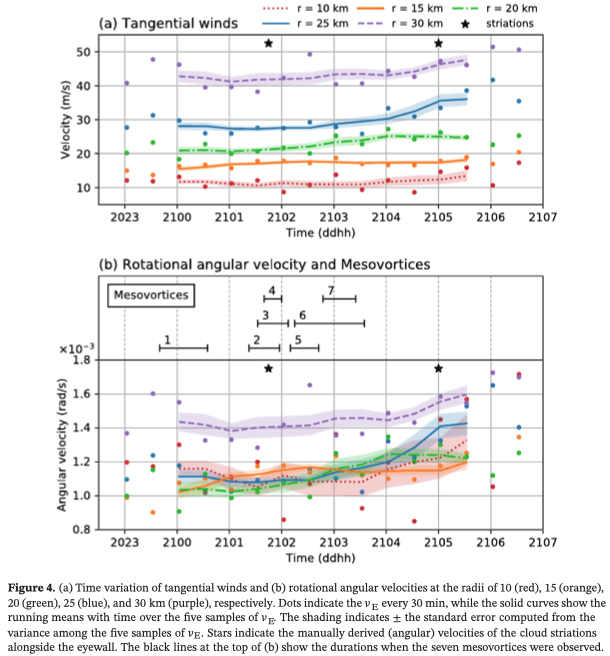 r = 10 km r = 15 km r = 20 km
r = 25 km r = 30 km striations
(a) Tangential winds
Velocity (m/s)
50
40
30
20
10
2023 2100 2101 2102 2103 2104 2105 2106 2107
Time (ddhh)
(b) Rotational angular velocity and Mesovortices
Mesovortices
4 7
3 6
1 2 5
×10⁻³
Angular velocity (rad/s)
1.8
1.6
1.4
1.2
1.0
0.8
2023 2100 2101 2102 2103 2104 2105 2106 2107
Time (ddhh)
Figure 4. (a) Time variation of tangential winds and (b) rotational angular velocities at the radii of 10 (red), 15 (orange),
20 (green), 25 (blue), and 30 km (purple), respectively. Dots indicate the vE every 30 min, while the solid curves show the
running means with time over the five samples of vE. The shading indicates ± the standard error computed from the
variance among the five samples of vE. Stars indicate the manually derived (angular) velocities of the cloud striations
alongside the eyewall. The black lines at the top of (b) show the durations when the seven mesovortices were observed.